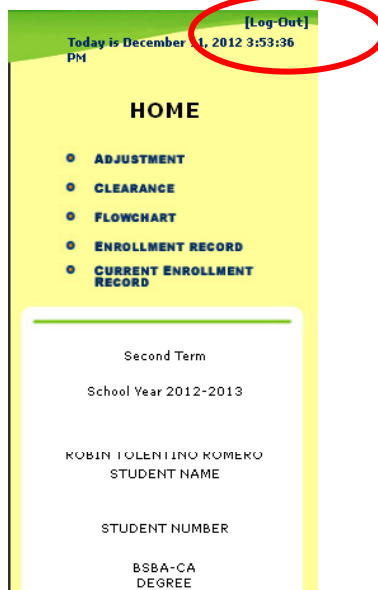 [Log-Out]
Today is December 11, 2012 3:53:36
PM
HOME
ADJUSTMENT
CLEARANCE
FLOWCHART
ENROLLMENT RECORD
CURRENT ENROLLMENT
RECORD
Second Term
School Year 2012-2013
ROBIN TOLENTINO ROMERO
STUDENT NAME
STUDENT NUMBER
BSBA-CA
DEGREE